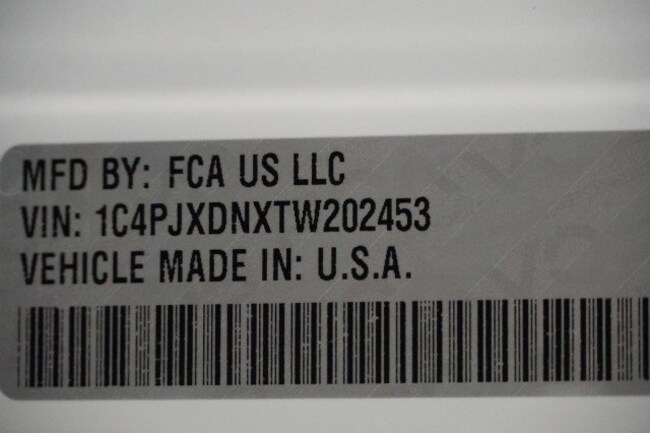 MFD BY: FCA US LLC
VIN: 1C4PJXDNXTW202453
VEHICLE MADE IN: U.S.A.